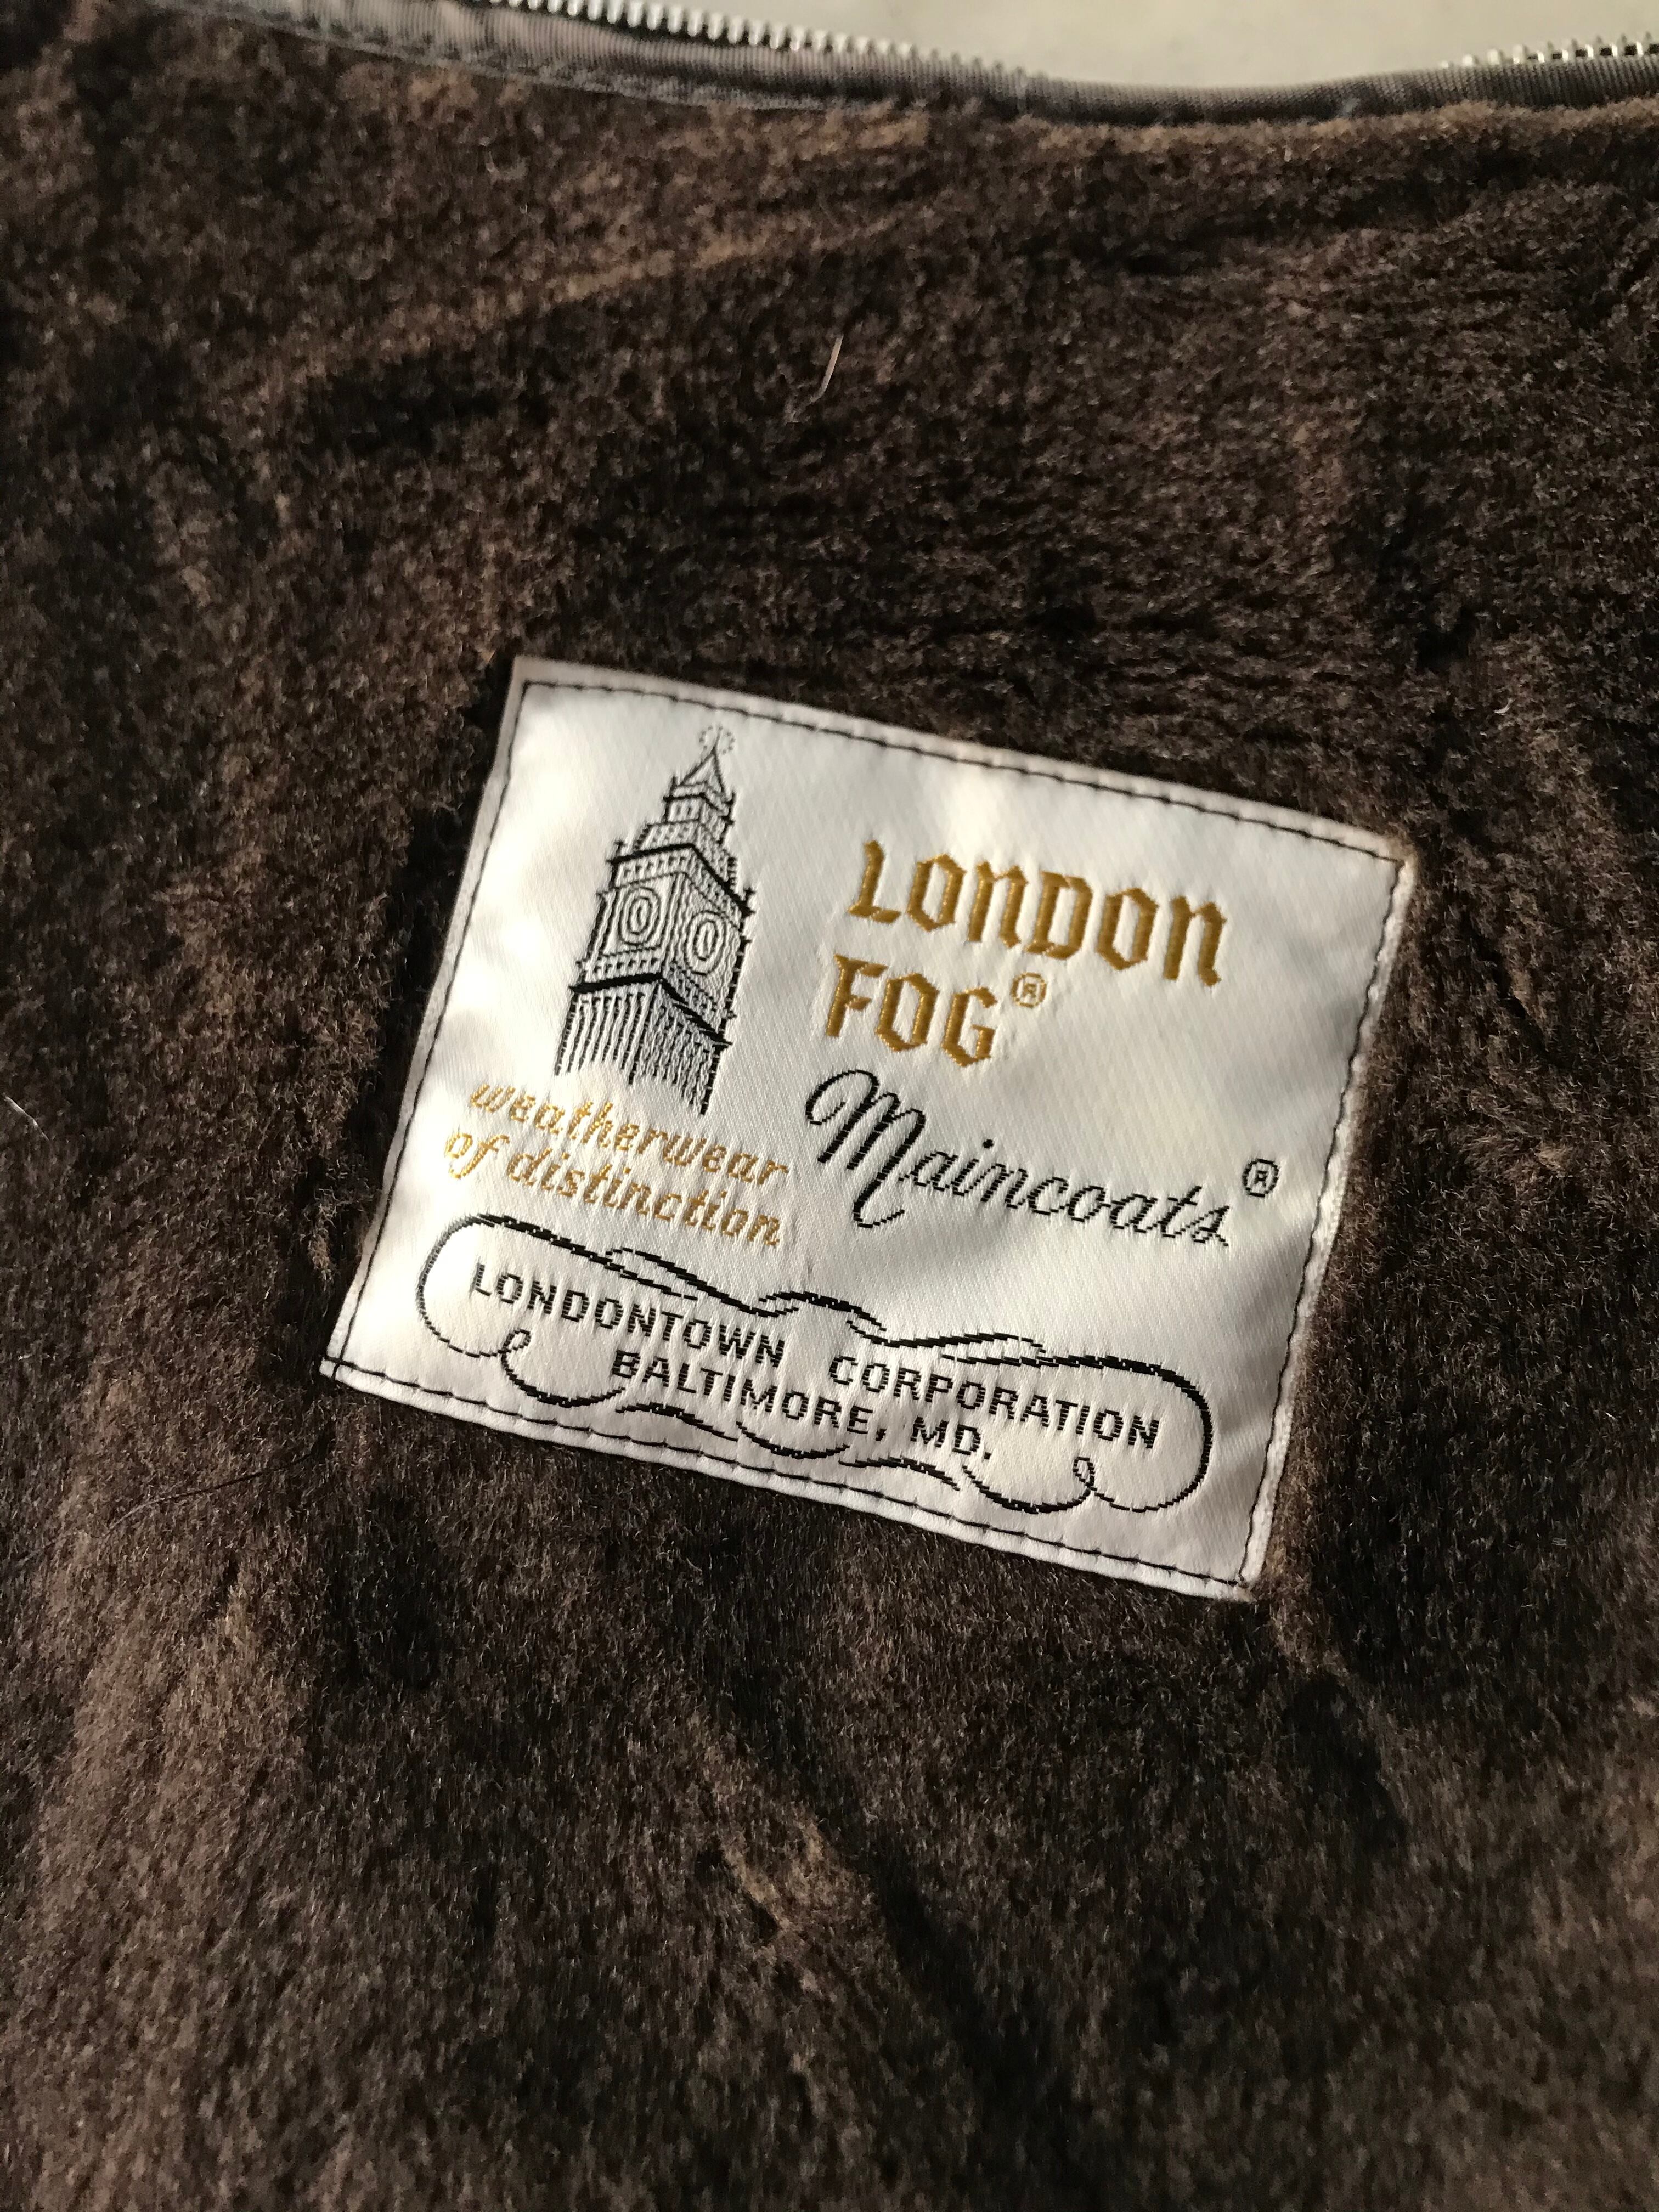 LONDON
FOG®
Maincoats®
weatherwear
of distinction
LONDONTOWN CORPORATION
BALTIMORE, MD.